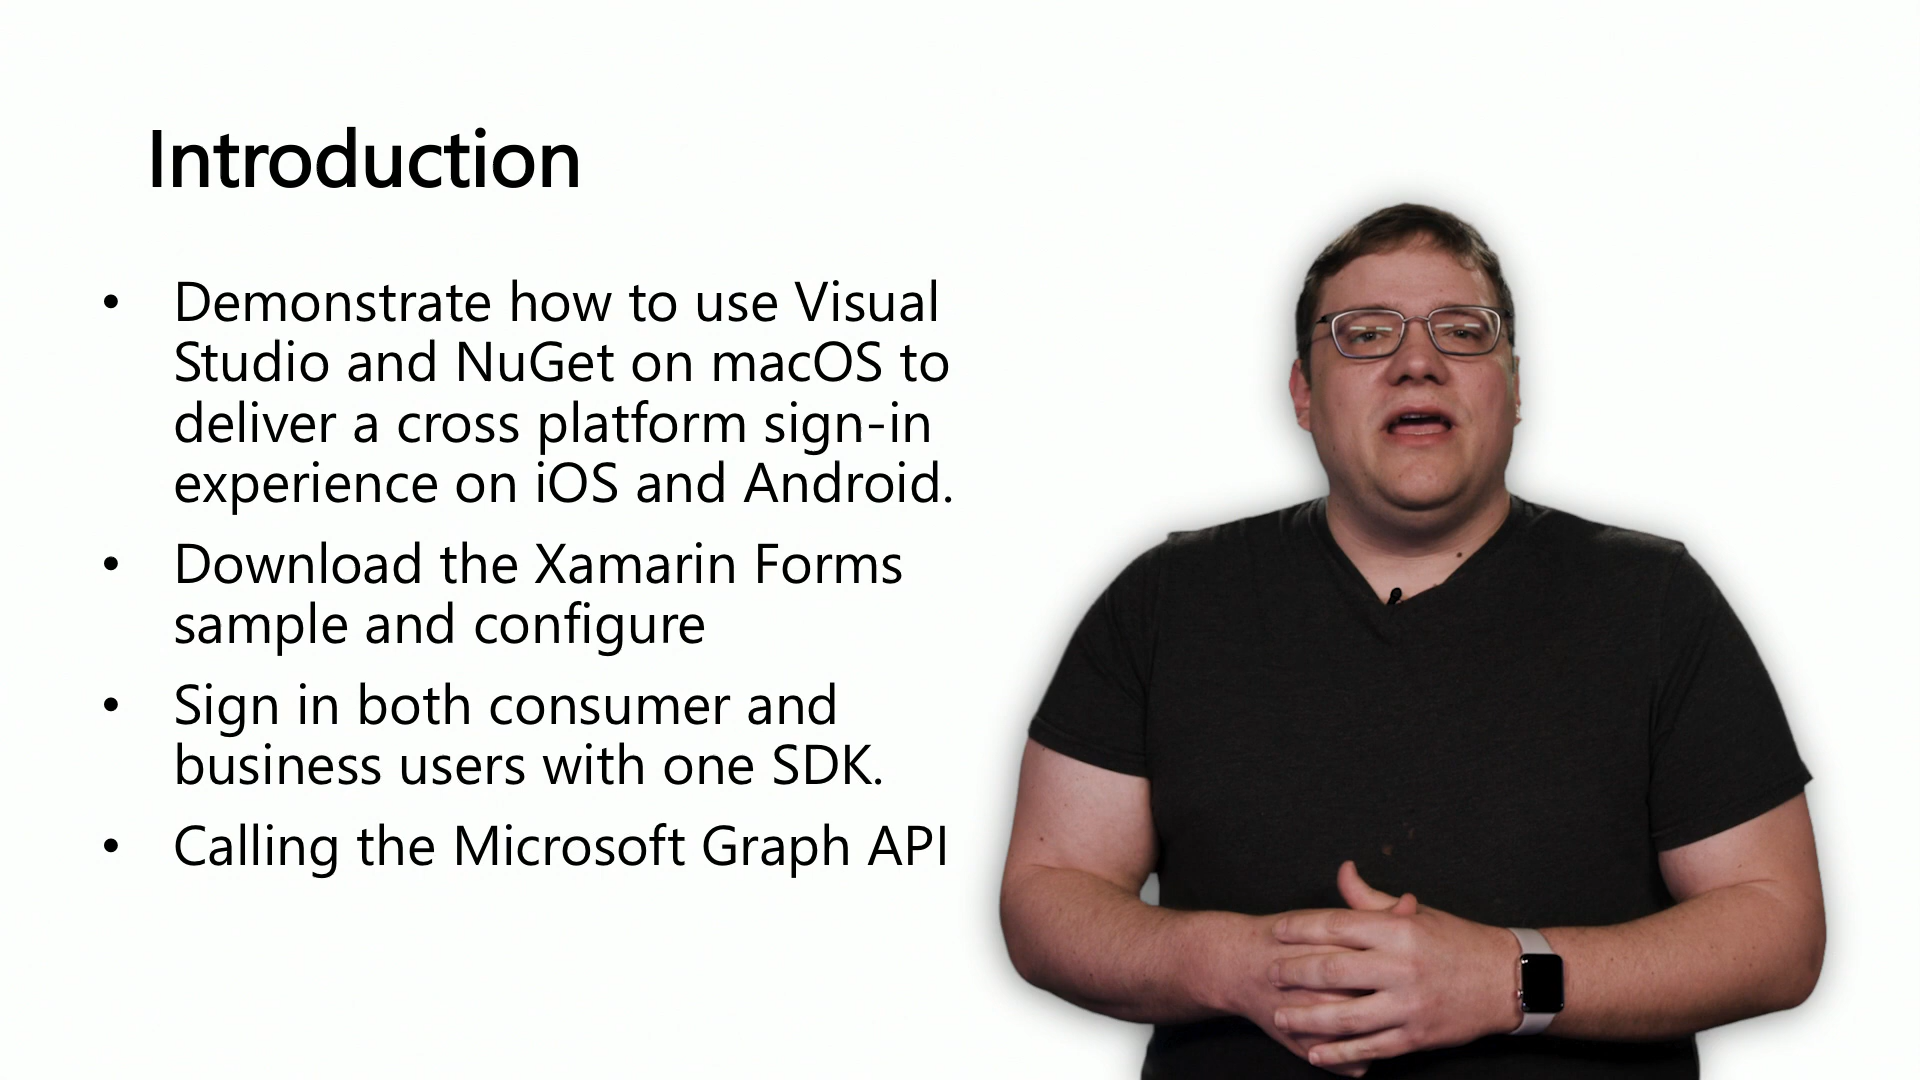 Introduction
• Demonstrate how to use Visual
Studio and NuGet on macOS to
deliver a cross platform sign-in
experience on iOS and Android.
• Download the Xamarin Forms
sample and configure
• Sign in both consumer and
business users with one SDK.
• Calling the Microsoft Graph API